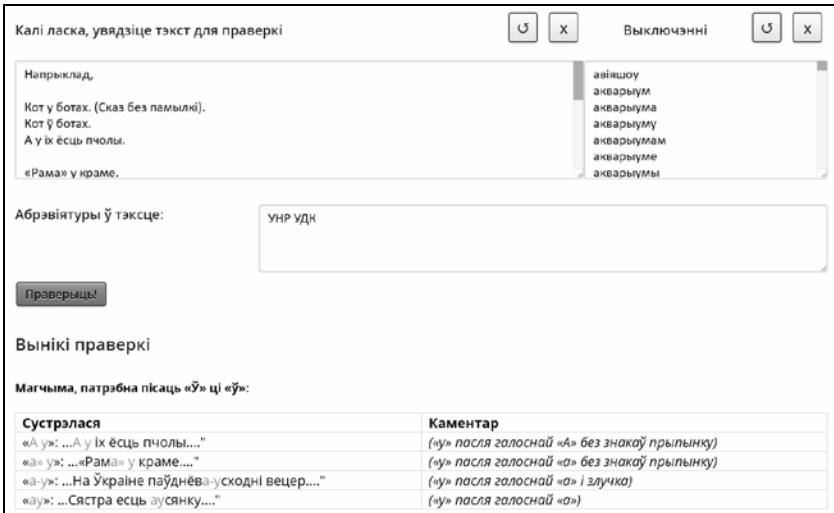 Калі ласка, увядзіце тэкст для праверкі ↺ x Выключэнні ↺ x
Напрыклад,
Кот у ботах. (Сказ без памылкі).
Кот ў ботах.
А у іх ёсць пчолы.
«Рама» у краме.
авіяшоу
акварыум
акварыума
акварыуму
акварыумам
акварыуме
акварыумы
Абрэвіятуры ў тэксце: УНР УДК
Праверыць!
Вынікі праверкі
Магчыма, патрэбна пісаць «Ў» ці «ў»:
Сустрэлася Каментар
«А у»: ...А у іх ёсць пчолы...." («у» пасля галоснай «А» без знакаў прыпынку)
«а» у»: ...«Рама» у краме...." («у» пасля галоснай «а» без знакаў прыпынку)
«а-у»: ...На Ўкраіне паўднёва-усходні вецер...." («у» пасля галоснай «а» і злучка)
«ау»: ...Сястра есць аусянку...." («у» пасля галоснай «а»)